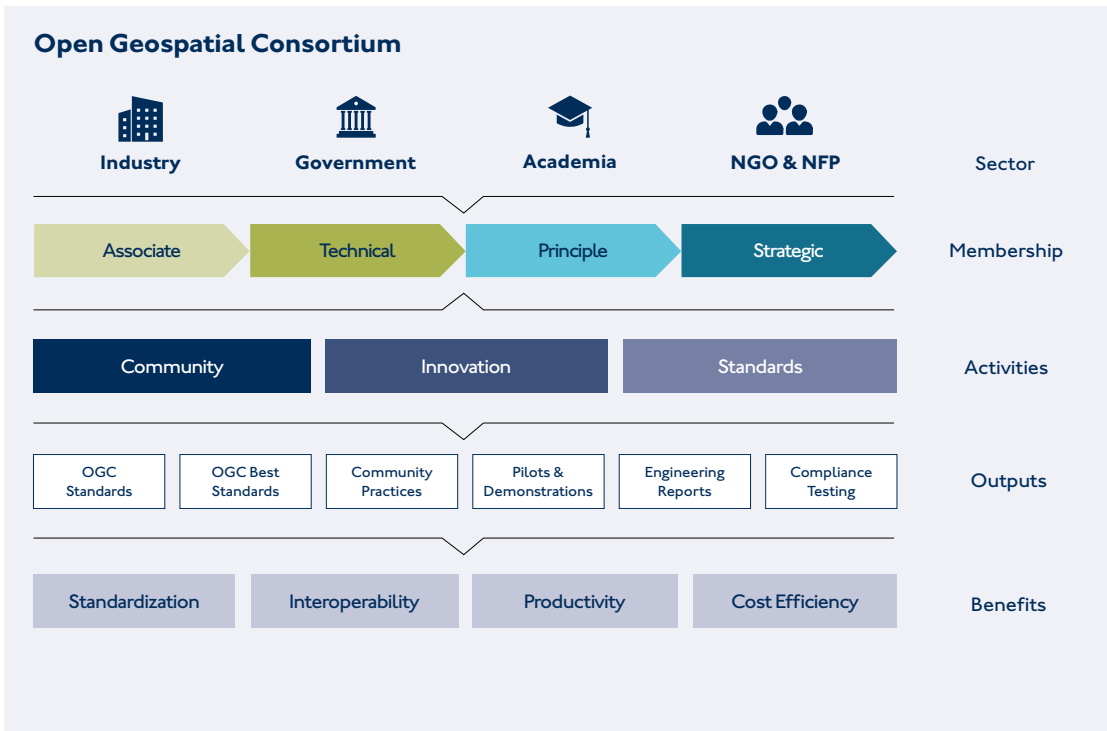 Open Geospatial Consortium
Industry
Government
Academia
NGO & NFP
Sector
Associate
Technical
Principle
Strategic
Membership
Community
Innovation
Standards
Activities
OGC
Standards
OGC Best
Standards
Community
Practices
Pilots &
Demonstrations
Engineering
Reports
Compliance
Testing
Outputs
Standardization
Interoperability
Productivity
Cost Efficiency
Benefits